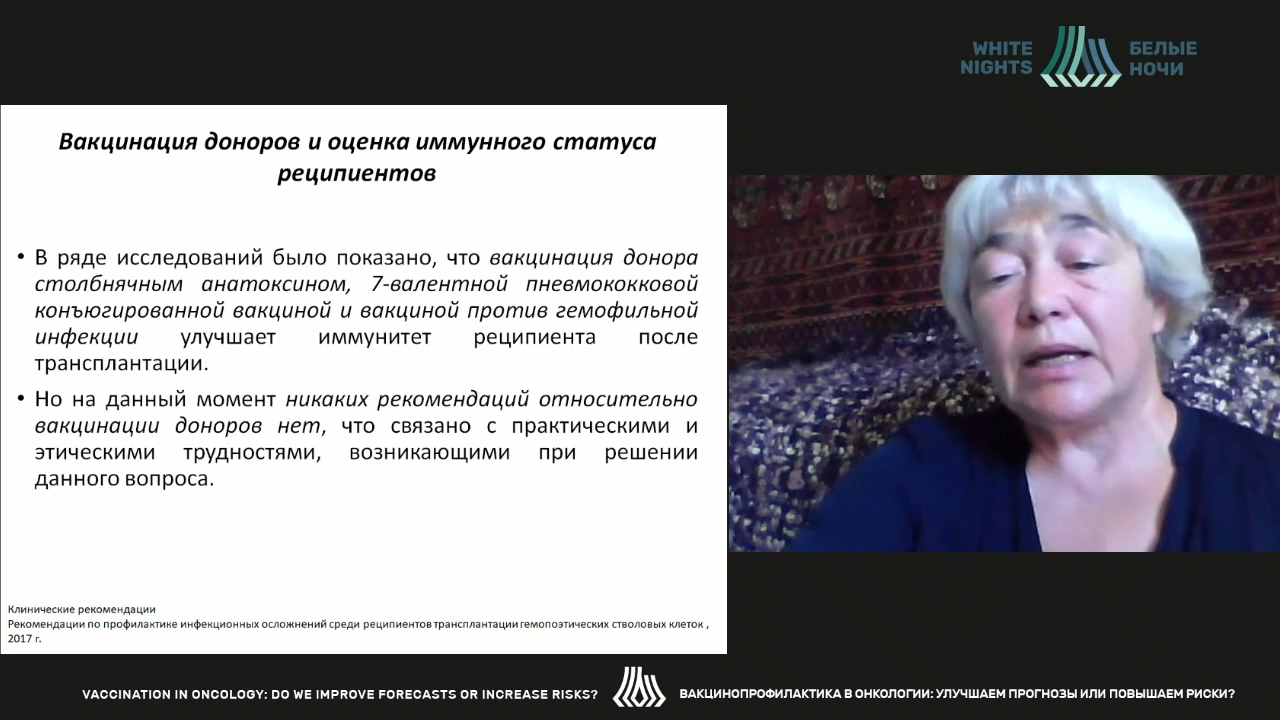 WHITE
NIGHTS
БЕЛЫЕ
НОЧИ
Вакцинация доноров и оценка иммунного статуса
реципиентов
• В ряде исследований было показано, что вакцинация донора
столбнячным анатоксином, 7-валентной пневмококковой
конъюгированной вакциной и вакциной против гемофильной
инфекции улучшает иммунитет реципиента после
трансплантации.
• Но на данный момент никаких рекомендаций относительно
вакцинации доноров нет, что связано с практическими и
этическими трудностями, возникающими при решении
данного вопроса.
Клинические рекомендации
Рекомендации по профилактике инфекционных осложнений среди реципиентов трансплантации гемопоэтических стволовых клеток ,
2017 г.
VACCINATION IN ONCOLOGY: DO WE IMPROVE FORECASTS OR INCREASE RISKS?
ВАКЦИНОПРОФИЛАКТИКА В ОНКОЛОГИИ: УЛУЧШАЕМ ПРОГНОЗЫ ИЛИ ПОВЫШАЕМ РИСКИ?